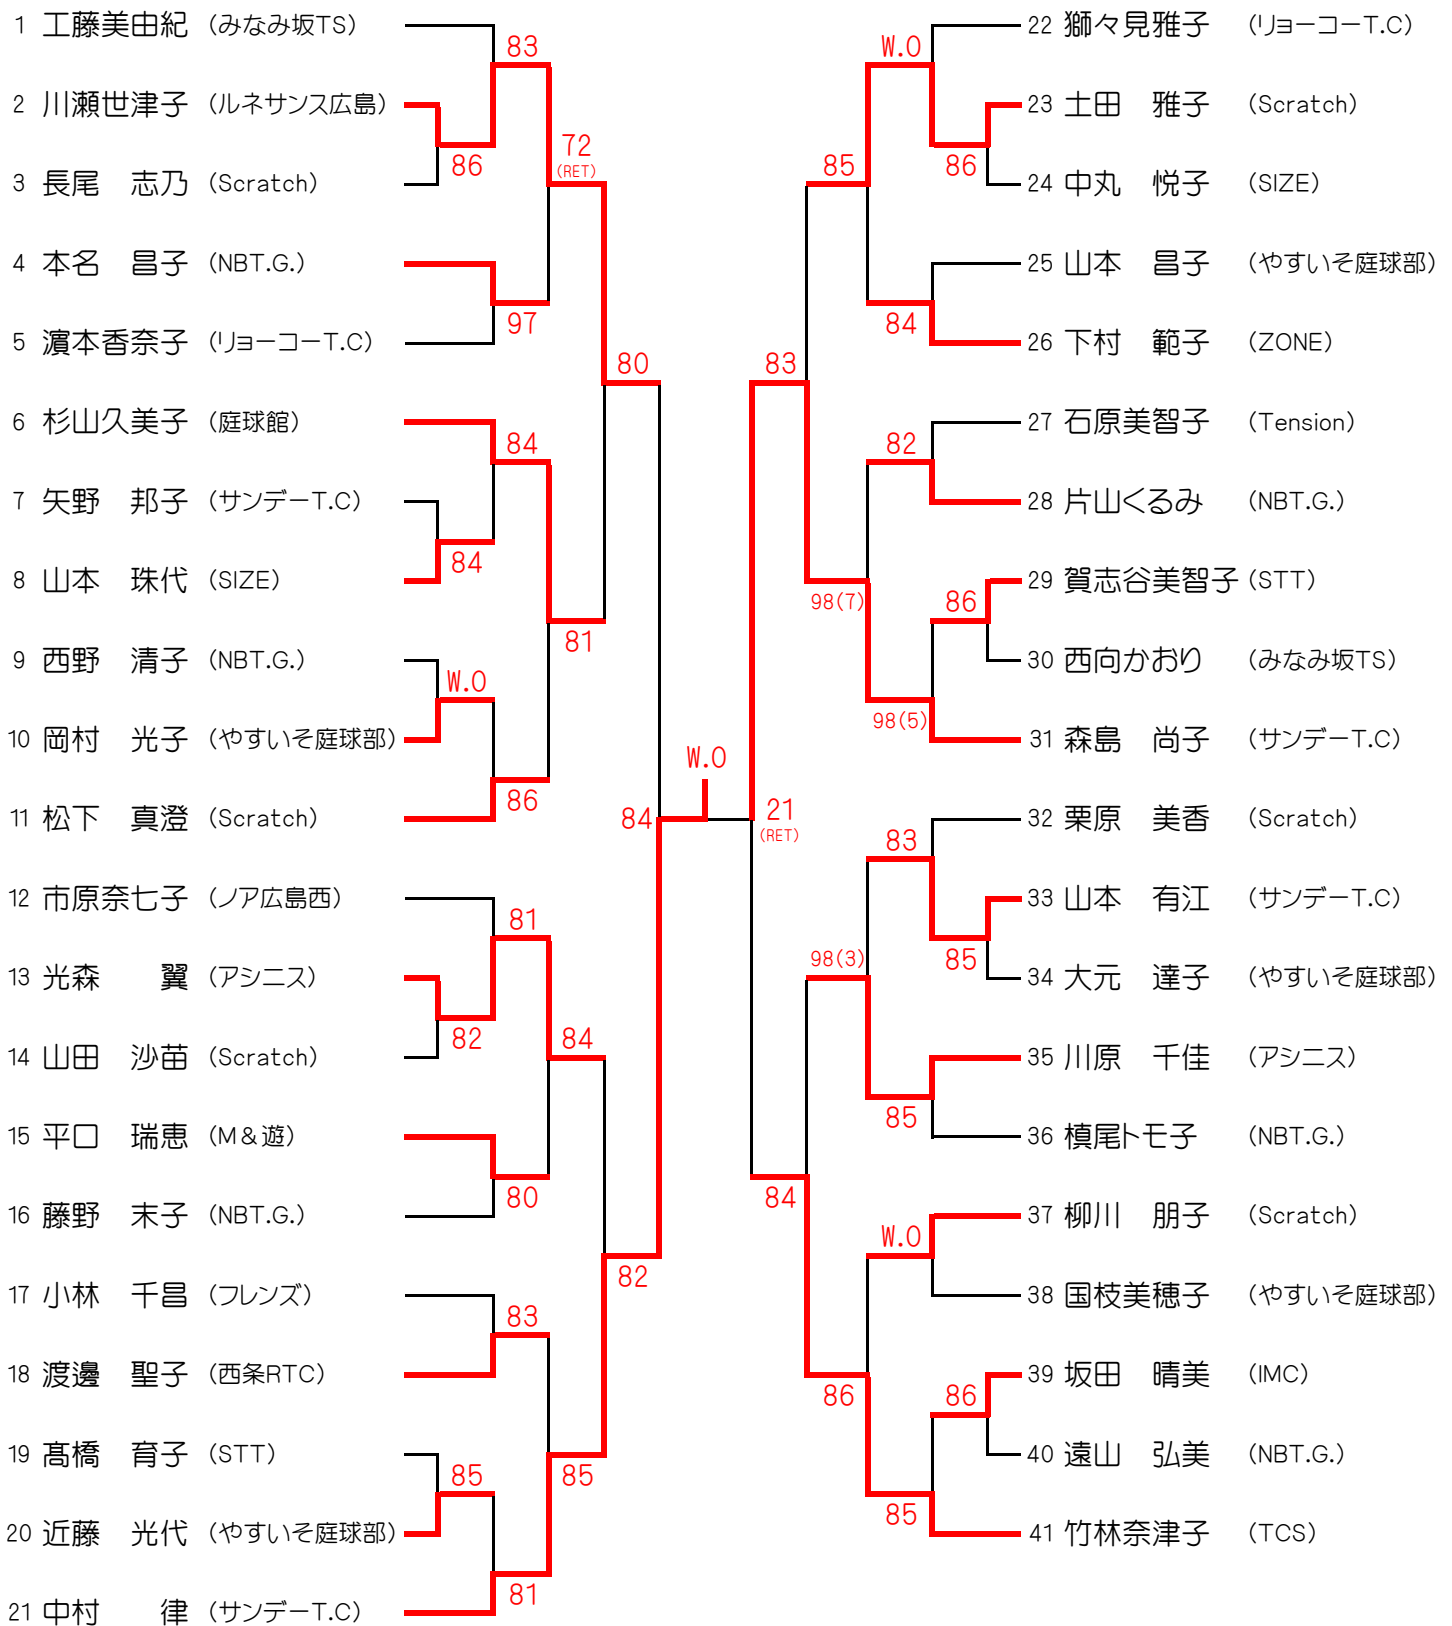 1 工藤美由紀 (みなみ坂TS)
83
2 川瀬世津子 (ルネサンス広島)
72
(RET)
86
3 長尾 志乃 (Scratch)
4 本名 昌子 (NBT.G.)
97
5 濵本香奈子 (リョーコーT.C)
80
6 杉山久美子 (庭球館)
84
7 矢野 邦子 (サンデーT.C)
84
8 山本 珠代 (SIZE)
81
9 西野 清子 (NBT.G.)
W.O
10 岡村 光子 (やすいそ庭球部)
86
11 松下 真澄 (Scratch)
84
W.O
12 市原奈七子 (ノア広島西)
81
13 光森 翼 (アシニス)
82
84
14 山田 沙苗 (Scratch)
15 平口 瑞恵 (M&遊)
80
16 藤野 末子 (NBT.G.)
82
17 小林 千昌 (フレンズ)
83
18 渡邊 聖子 (西条RTC)
19 髙橋 育子 (STT)
85
85
20 近藤 光代 (やすいそ庭球部)
81
21 中村 律 (サンデーT.C)
22 獅々見雅子 (リョーコーT.C)
W.O
23 土田 雅子 (Scratch)
85
86
24 中丸 悦子 (SIZE)
25 山本 昌子 (やすいそ庭球部)
84
26 下村 範子 (ZONE)
83
27 石原美智子 (Tension)
82
28 片山くるみ (NBT.G.)
29 賀志谷美智子 (STT)
98(7)
86
30 西向かおり (みなみ坂TS)
98(5)
31 森島 尚子 (サンデーT.C)
21
(RET)
32 栗原 美香 (Scratch)
83
33 山本 有江 (サンデーT.C)
98(3)
85
34 大元 達子 (やすいそ庭球部)
35 川原 千佳 (アシニス)
85
36 槙尾トモ子 (NBT.G.)
84
37 柳川 朋子 (Scratch)
W.O
38 国枝美穂子 (やすいそ庭球部)
39 坂田 晴美 (IMC)
86
86
40 遠山 弘美 (NBT.G.)
85
41 竹林奈津子 (TCS)